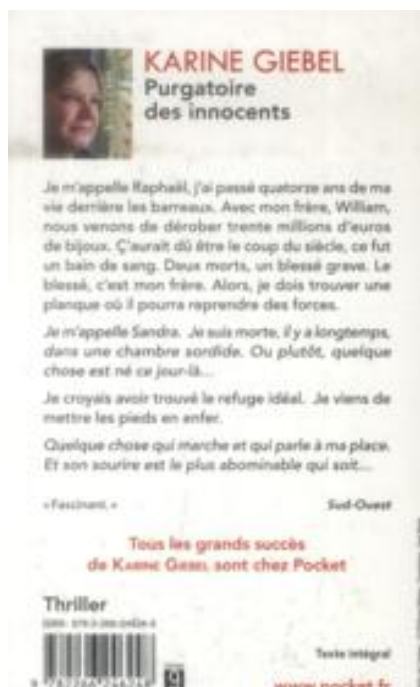 KARINE GIEBEL
Purgatoire
des innocents
Je m'appelle Raphaël, j'ai passé quatorze ans de ma
vie derrière les barreaux. Avec mon frère, William,
nous venons de dérober trente millions d'euros
de bijoux. Ç'aurait dû être le coup du siècle, ce fut
un bain de sang. Deux morts, un blessé grave. Le
blessé, c'est mon frère. Alors, je dois trouver une
planque où il pourra reprendre des forces.
Je m'appelle Sandra. Je suis morte, il y a longtemps,
dans une chambre sordide. Ou plutôt, quelque
chose est né ce jour-là...
Je croyais avoir trouvé le refuge idéal. Je viens de
mettre les pieds en enfer.
Quelque chose qui marche et qui parle à ma place.
Et son sourire est le plus abominable qui soit...
« Fascinant. » Sud-Ouest
Tous les grands succès
de KARINE GIEBEL sont chez Pocket
Thriller
Texte intégral
www.pocket.fr